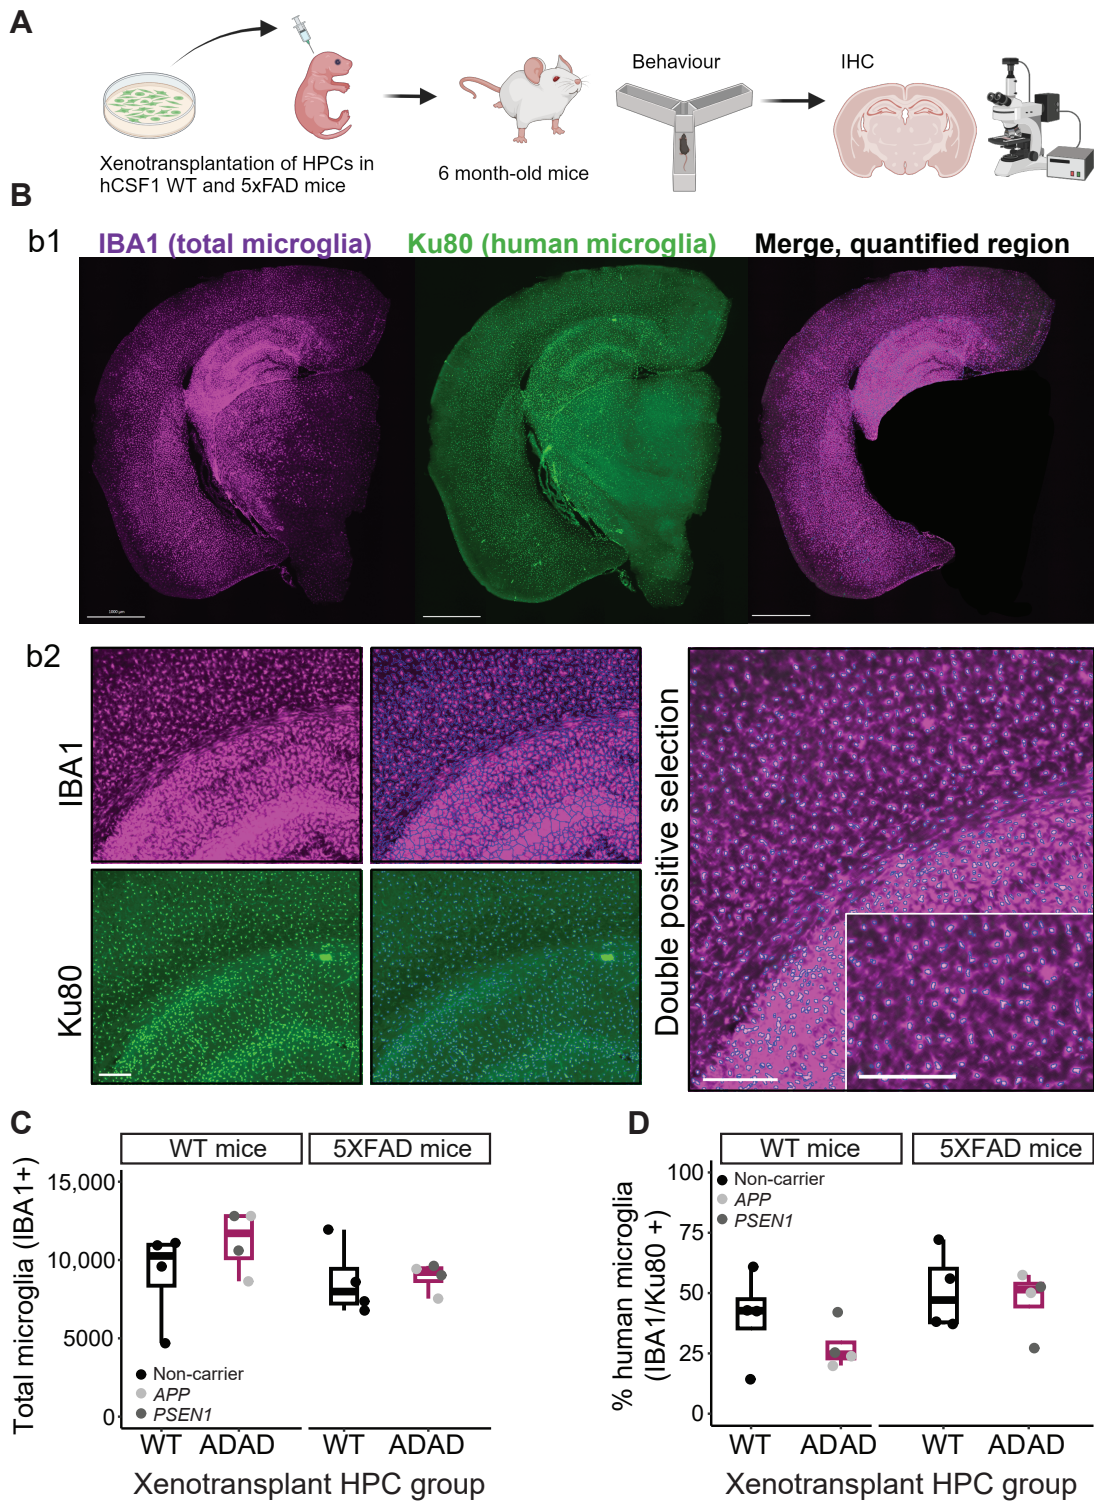 A
Behaviour
IHC
Xenotransplantation of HPCs in
hCSF1 WT and 5xFAD mice
6 month-old mice
B
b1
IBA1 (total microglia)
Ku80 (human microglia)
Merge, quantified region
1000 µm
b2
IBA1
Ku80
Double positive selection
C
WT mice
5XFAD mice
Total microglia (IBA1+)
15,000
10,000
5000
0
Non-carrier
APP
PSEN1
WT
ADAD
WT
ADAD
Xenotransplant HPC group
D
WT mice
5XFAD mice
% human microglia
(IBA1/Ku80 +)
100
75
50
25
0
Non-carrier
APP
PSEN1
WT
ADAD
WT
ADAD
Xenotransplant HPC group